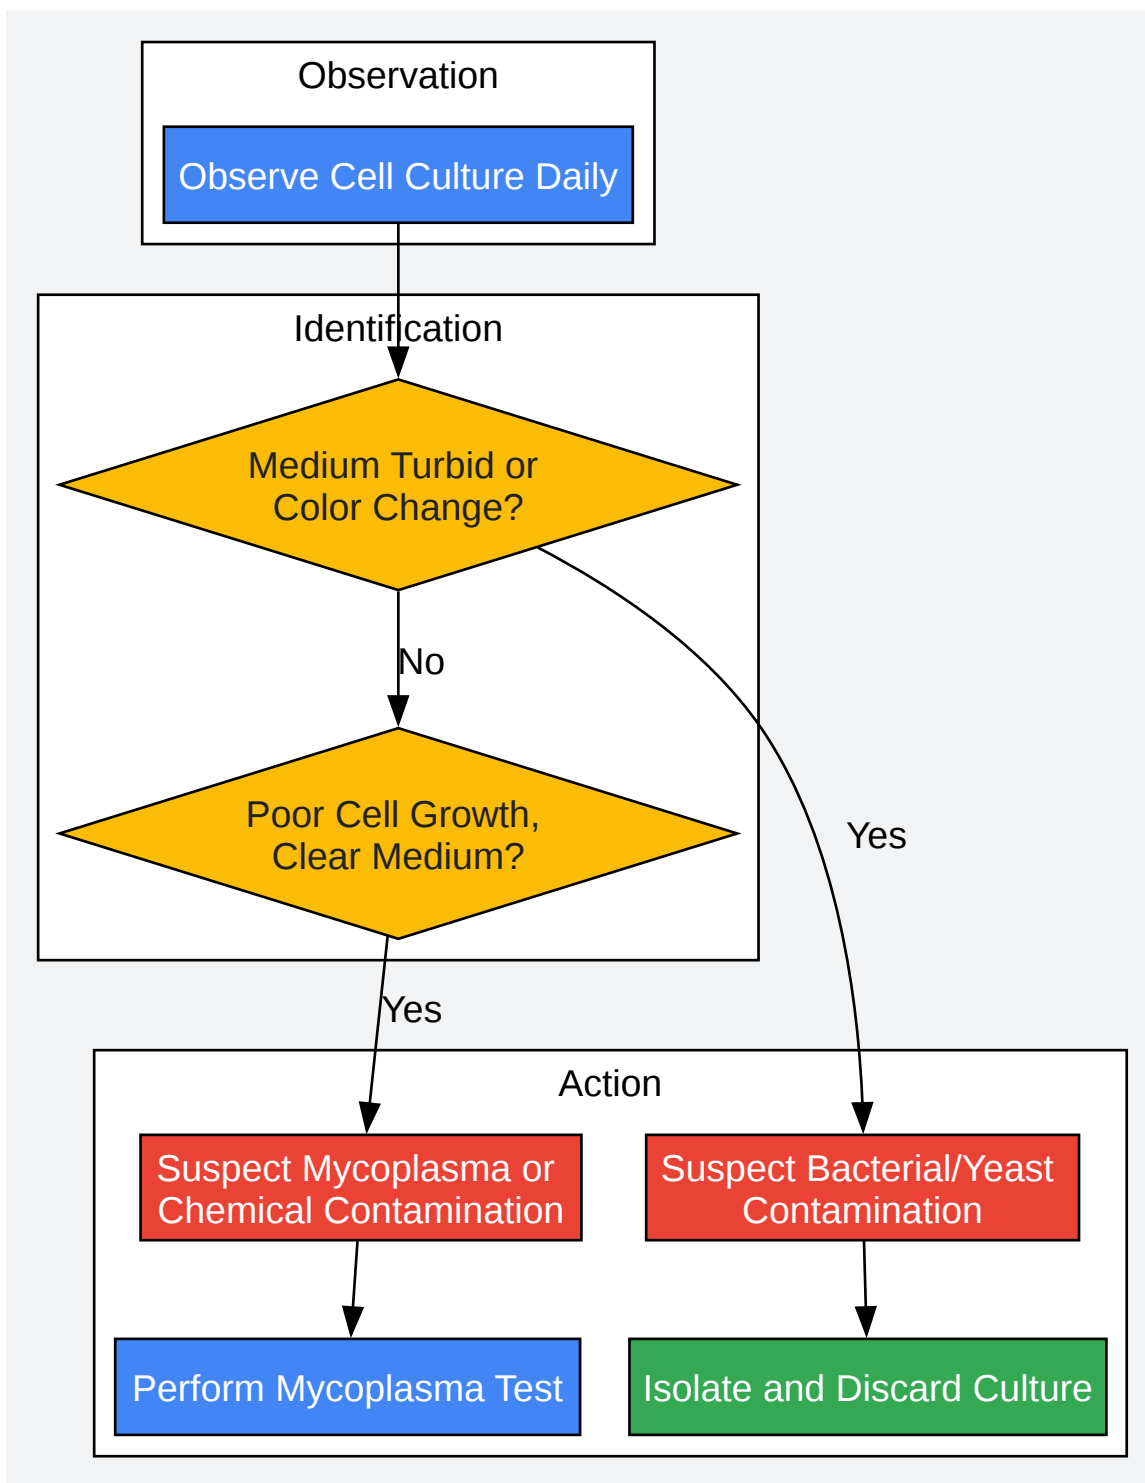 Observation
Observe Cell Culture Daily
Identification
Medium Turbid or
Color Change?
No
Poor Cell Growth,
Clear Medium?
Yes
Yes
Action
Suspect Mycoplasma or
Chemical Contamination
Suspect Bacterial/Yeast
Contamination
Perform Mycoplasma Test
Isolate and Discard Culture